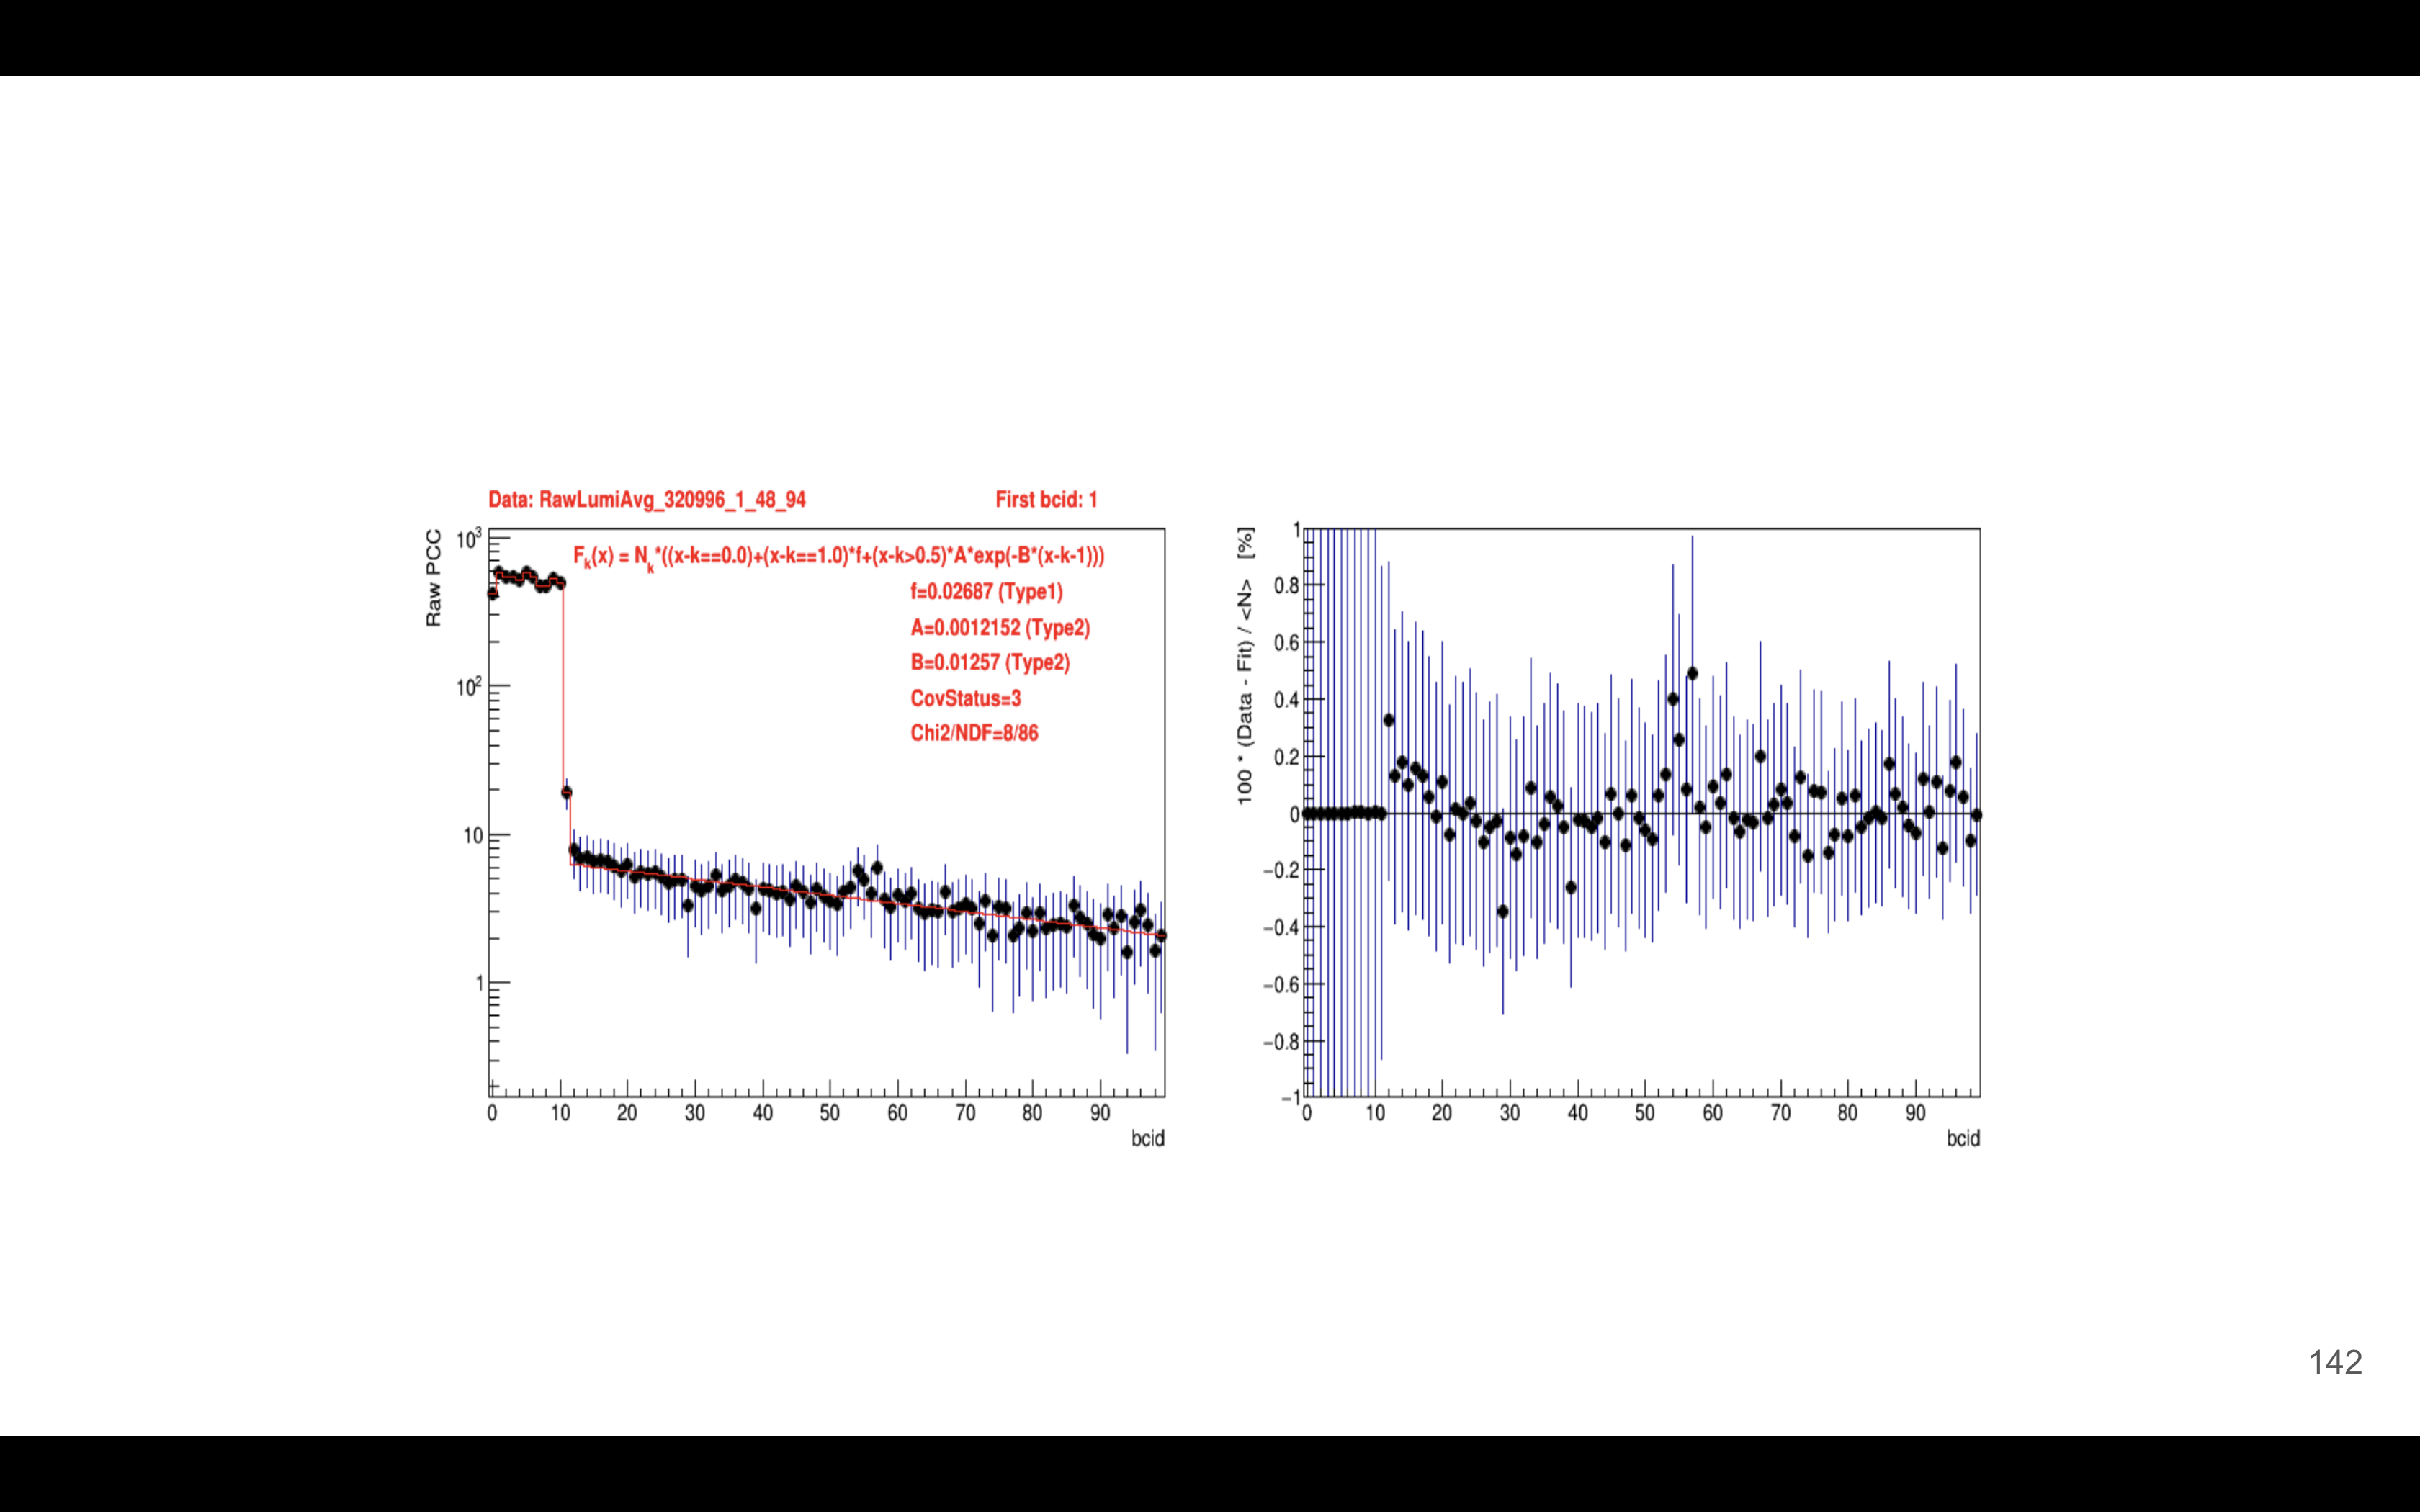 Data: RawLumiAvg_320996_1_48_94
First bcid: 1
Raw PCC
10³
10²
10
1
F_k(x) = N_k*((x-k==0.0)+(x-k==1.0)*f+(x-k>0.5)*A*exp(-B*(x-k-1)))
f=0.02687 (Type1)
A=0.0012152 (Type2)
B=0.01257 (Type2)
CovStatus=3
Chi2/NDF=8/86
0 10 20 30 40 50 60 70 80 90
bcid
100 * (Data - Fit) / <N> [%]
1
0.8
0.6
0.4
0.2
0
−0.2
−0.4
−0.6
−0.8
−1
0 10 20 30 40 50 60 70 80 90
bcid
142